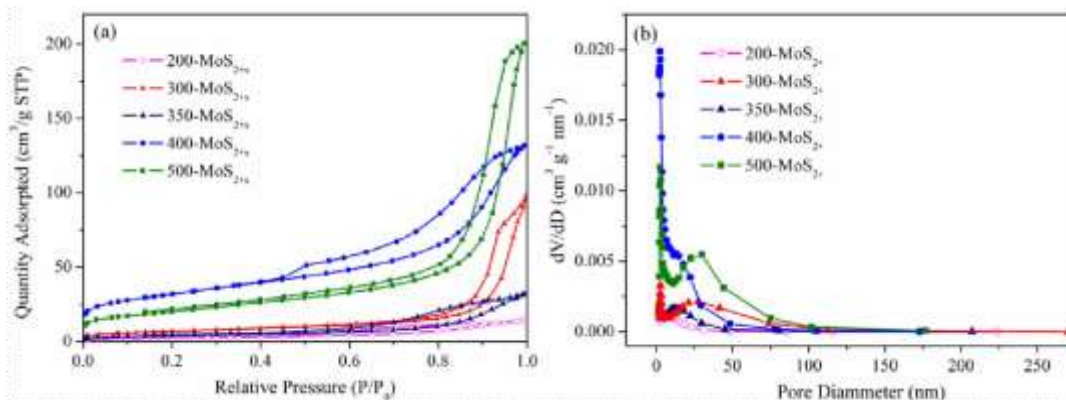 (a)
200
150
100
50
0
0.0 0.2 0.4 0.6 0.8 1.0
Quantity Adsorpted (cm³/g STP)
Relative Pressure (P/P₀)
200-MoS₂₊ₓ
300-MoS₂₊ₓ
350-MoS₂₊ₓ
400-MoS₂₊ₓ
500-MoS₂₊ₓ
(b)
0.020
0.015
0.010
0.005
0.000
0 50 100 150 200 250
dV/dD (cm³ g⁻¹ nm⁻¹)
Pore Diammeter (nm)
200-MoS₂₊
300-MoS₂₊
350-MoS₂₊
400-MoS₂₊
500-MoS₂₊